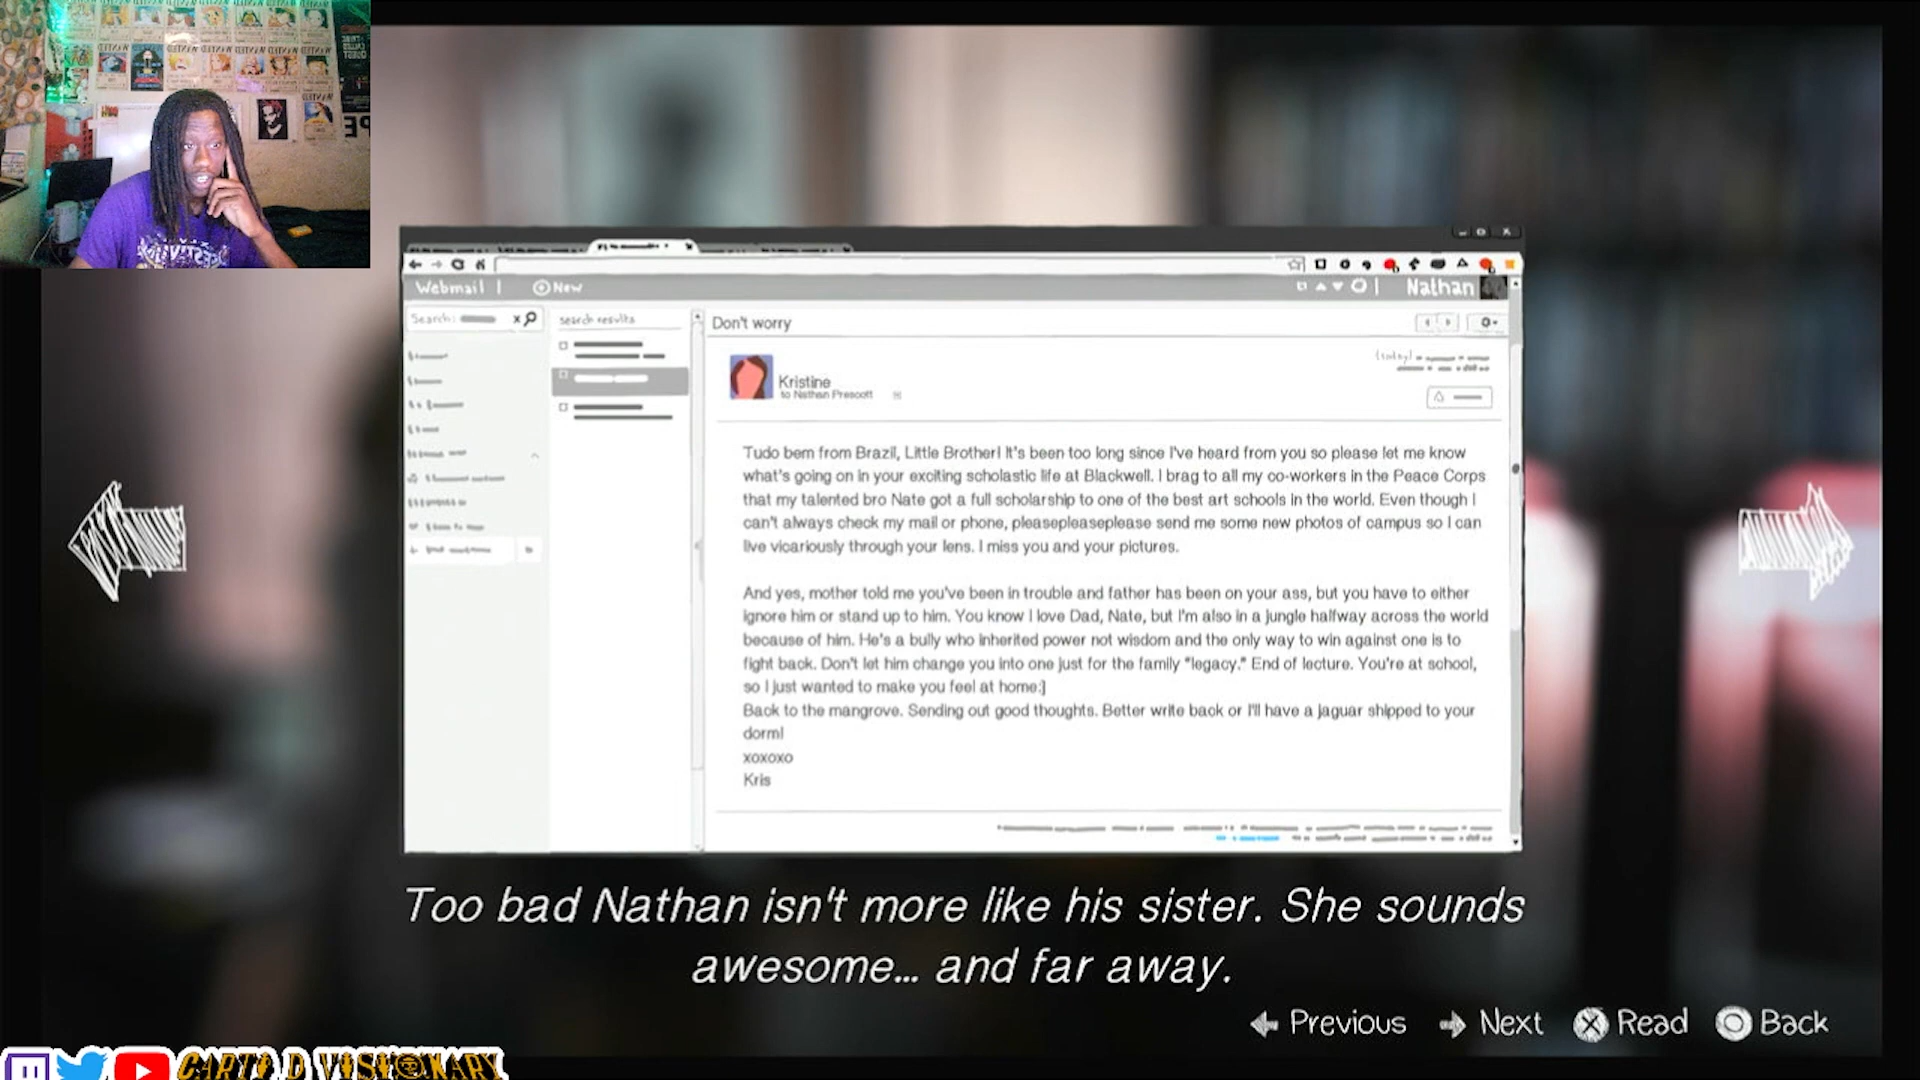 WANTED WANTED WANTED WANTED
Webmail | New
Nathan
Search:
search results
Don't worry
(today)
Kristine
to Nathan Prescott
Tudo bem from Brazil, Little Brother! It's been too long since I've heard from you so please let me know
what's going on in your exciting scholastic life at Blackwell. I brag to all my co-workers in the Peace Corps
that my talented bro Nate got a full scholarship to one of the best art schools in the world. Even though I
can't always check my mail or phone, pleasepleaseplease send me some new photos of campus so I can
live vicariously through your lens. I miss you and your pictures.
And yes, mother told me you've been in trouble and father has been on your ass, but you have to either
ignore him or stand up to him. You know I love Dad, Nate, but I'm also in a jungle halfway across the world
because of him. He's a bully who inherited power not wisdom and the only way to win against one is to
fight back. Don't let him change you into one just for the family "legacy." End of lecture. You're at school,
so I just wanted to make you feel at home:]
Back to the mangrove. Sending out good thoughts. Better write back or I'll have a jaguar shipped to your
dorm!
xoxoxo
Kris
Too bad Nathan isn't more like his sister. She sounds
awesome... and far away.
Previous Next Read Back
CARTI D VISIONARY